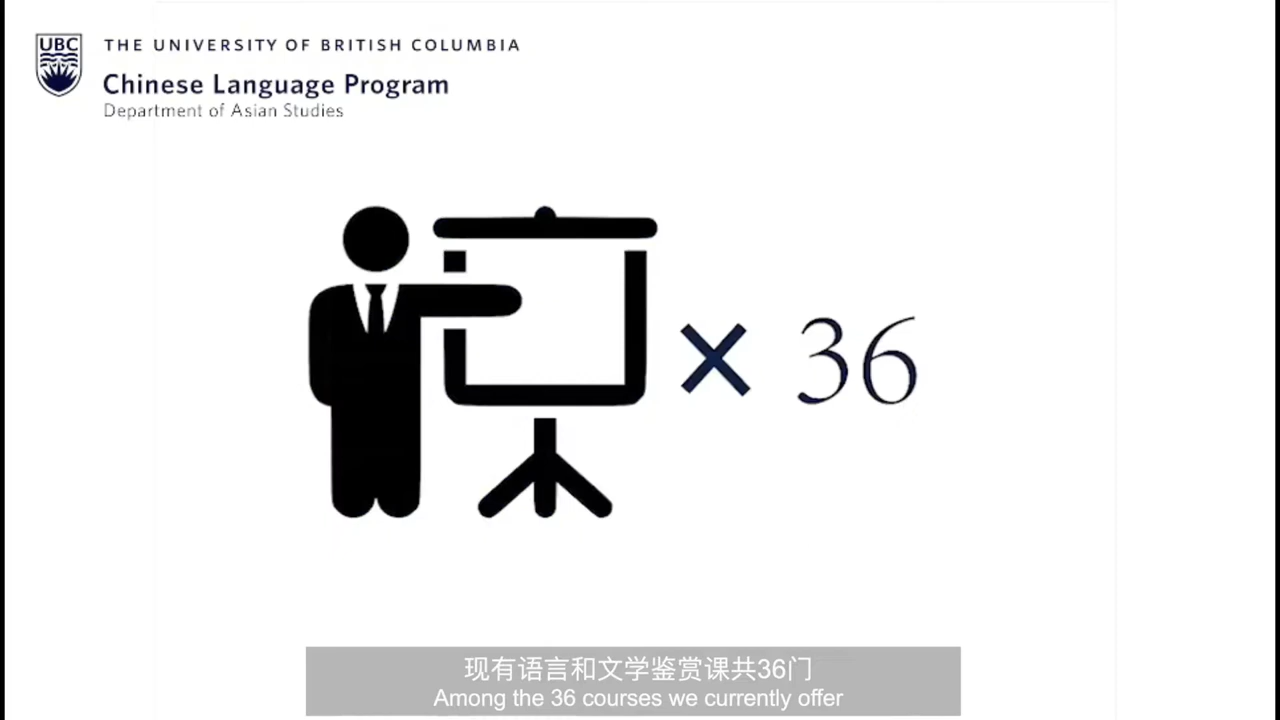 UBC
THE UNIVERSITY OF BRITISH COLUMBIA
Chinese Language Program
Department of Asian Studies
× 36
现有语言和文学鉴赏课共36门
Among the 36 courses we currently offer